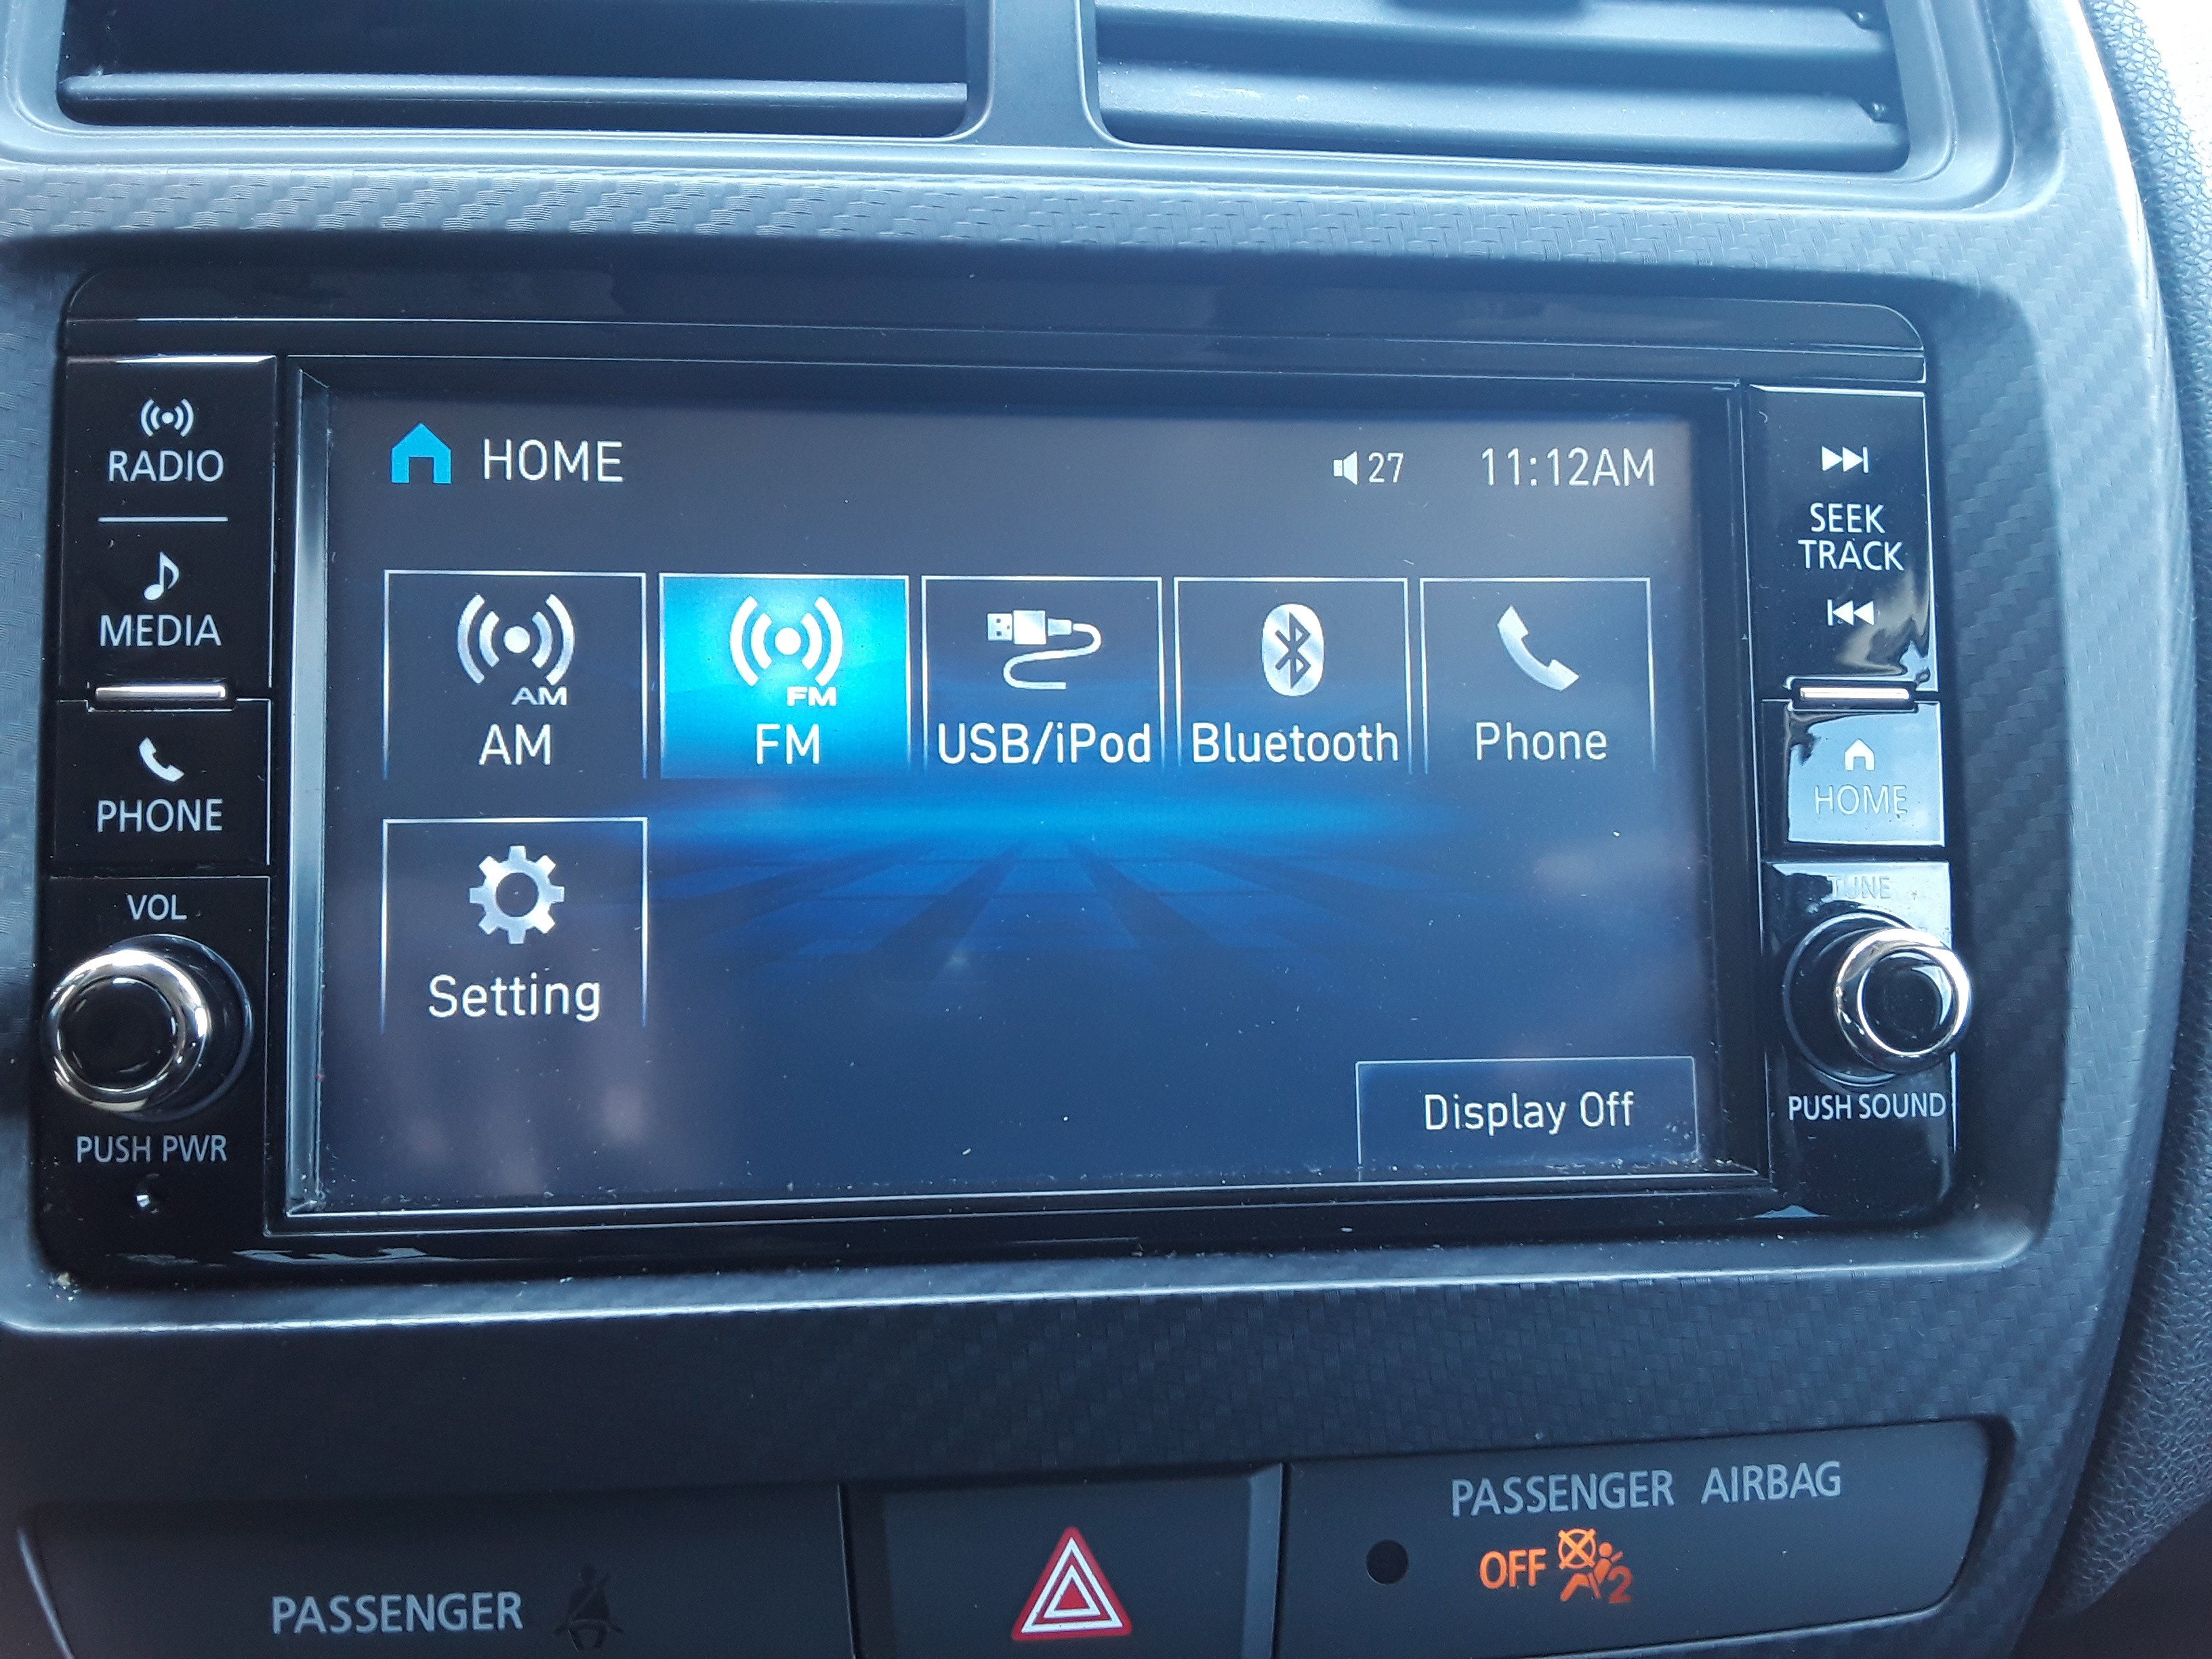 RADIO
MEDIA
PHONE
VOL
PUSH PWR
HOME
27
11:12AM
AM
AM
FM
FM
USB/iPod
Bluetooth
Phone
Setting
Display Off
SEEK
TRACK
HOME
TUNE
PUSH SOUND
PASSENGER
PASSENGER AIRBAG
OFF
2